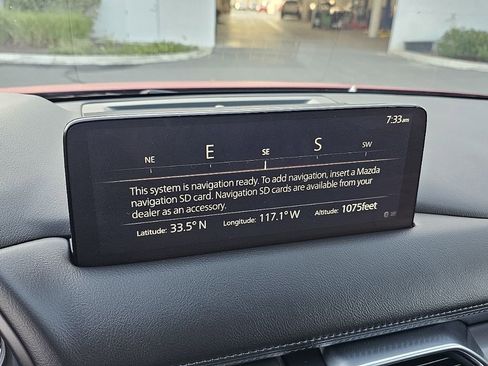 7:33am
NE E SE S SW
This system is navigation ready. To add navigation, insert a Mazda
navigation SD card. Navigation SD cards are available from your
dealer as an accessory.
Latitude: 33.5° N Longitude: 117.1° W Altitude: 1075feet